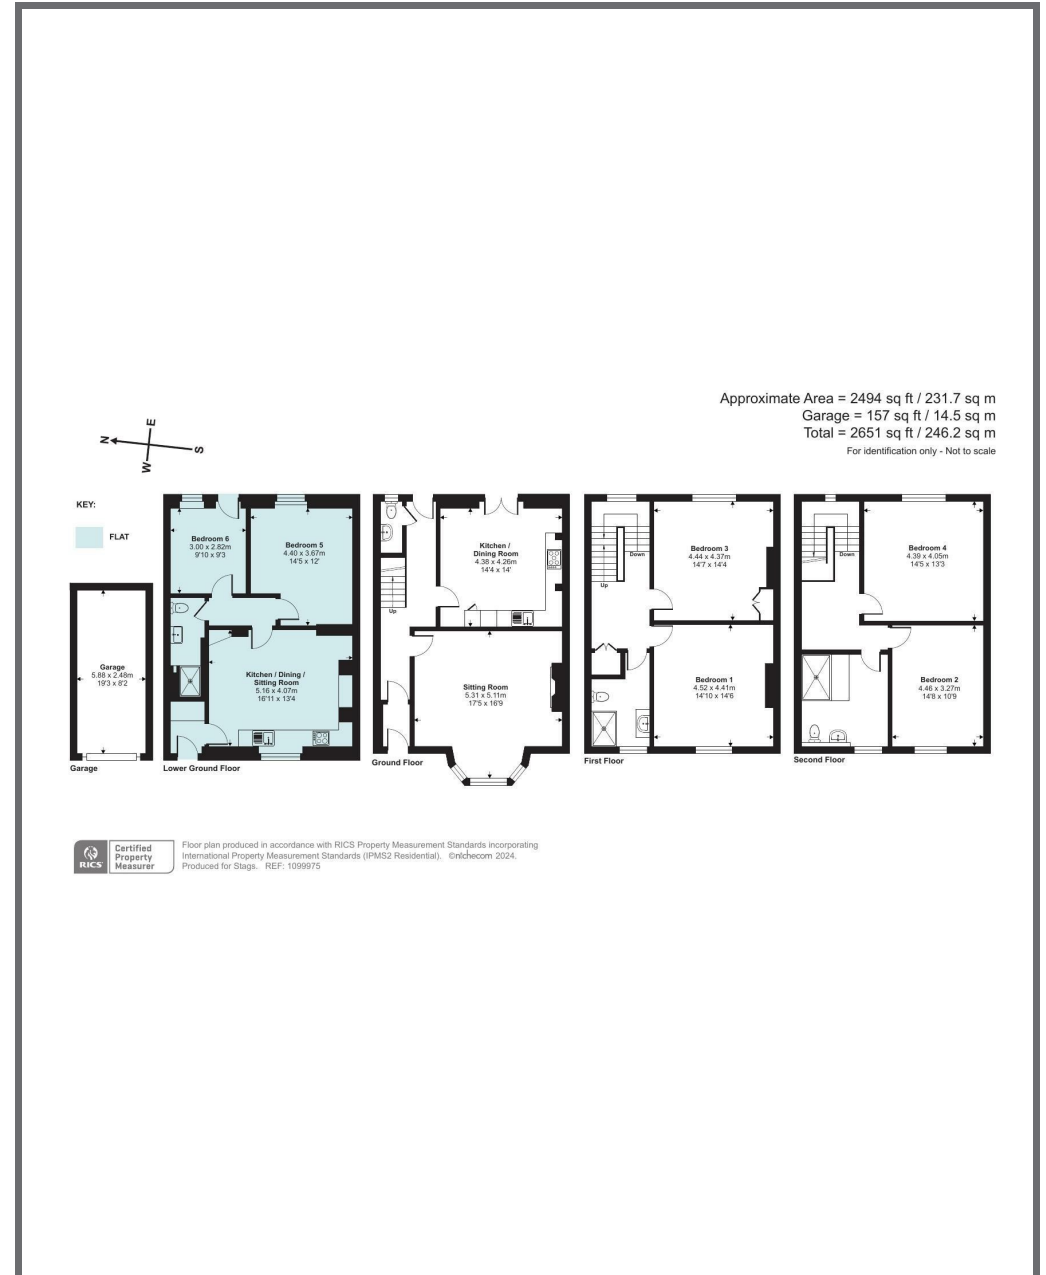 Approximate Area = 2494 sq ft / 231.7 sq m
Garage = 157 sq ft / 14.5 sq m
Total = 2651 sq ft / 246.2 sq m
For identification only - Not to scale
N
E
S
W
KEY:
FLAT
Garage
5.88 x 2.48m
19'3 x 8'2
Garage
Bedroom 6
3.00 x 2.82m
9'10 x 9'3
Bedroom 5
4.40 x 3.67m
14'5 x 12'
Kitchen / Dining /
Sitting Room
5.16 x 4.07m
16'11 x 13'4
Lower Ground Floor
Kitchen /
Dining Room
4.38 x 4.26m
14'4 x 14'
Up
Sitting Room
5.31 x 5.11m
17'5 x 16'9
Ground Floor
Down
Up
Bedroom 3
4.44 x 4.37m
14'7 x 14'4
Bedroom 1
4.52 x 4.41m
14'10 x 14'6
First Floor
Down
Bedroom 4
4.39 x 4.05m
14'5 x 13'3
Bedroom 2
4.46 x 3.27m
14'8 x 10'9
Second Floor
RICS
Certified
Property
Measurer
Floor plan produced in accordance with RICS Property Measurement Standards incorporating
International Property Measurement Standards (IPMS2 Residential). ©nichecom 2024.
Produced for Stags. REF: 1099975